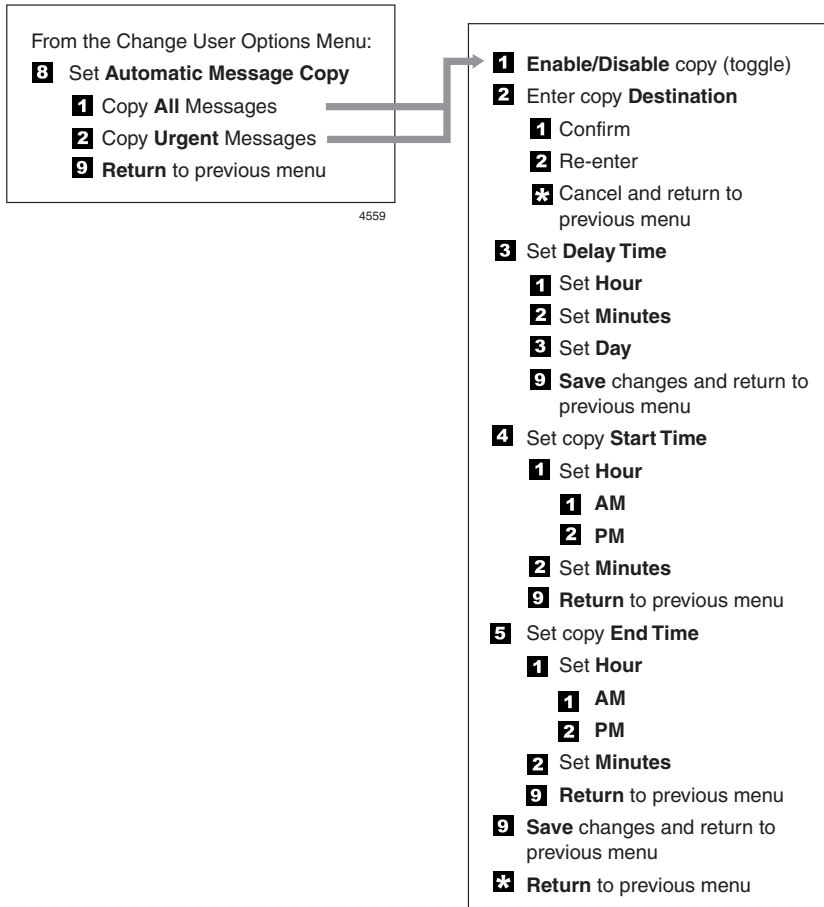 From the Change User Options Menu:
8 Set Automatic Message Copy
1 Copy All Messages
2 Copy Urgent Messages
9 Return to previous menu
4559
1 Enable/Disable copy (toggle)
2 Enter copy Destination
1 Confirm
2 Re-enter
* Cancel and return to
previous menu
3 Set Delay Time
1 Set Hour
2 Set Minutes
3 Set Day
9 Save changes and return to
previous menu
4 Set copy Start Time
1 Set Hour
1 AM
2 PM
2 Set Minutes
9 Return to previous menu
5 Set copy End Time
1 Set Hour
1 AM
2 PM
2 Set Minutes
9 Return to previous menu
9 Save changes and return to
previous menu
* Return to previous menu